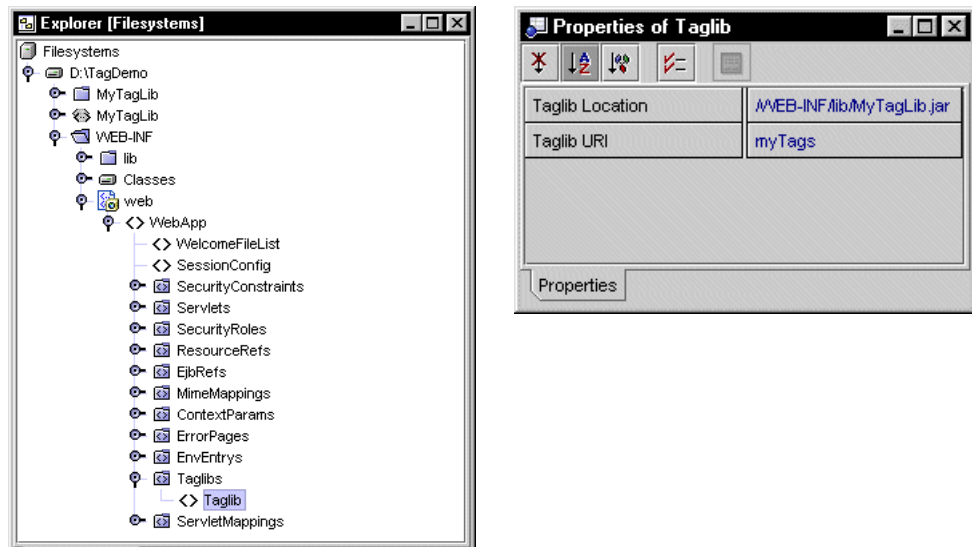 Explorer [Filesystems]
Filesystems
D:\TagDemo
MyTagLib
MyTagLib
WEB-INF
lib
Classes
web
WebApp
WelcomeFileList
SessionConfig
SecurityConstraints
Servlets
SecurityRoles
ResourceRefs
EjbRefs
MimeMappings
ContextParams
ErrorPages
EnvEntrys
Taglibs
Taglib
ServletMappings
Properties of Taglib
Taglib Location /WEB-INF/lib/MyTagLib.jar
Taglib URI myTags
Properties